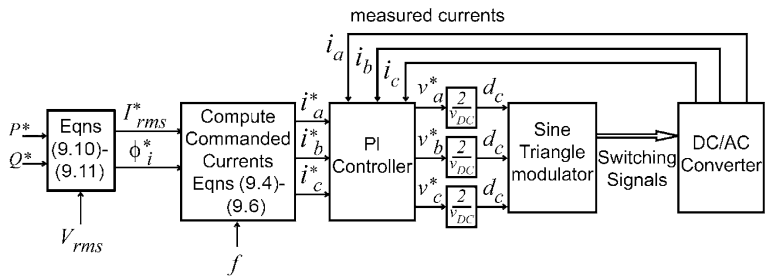 measured currents
i_a
i_b
i_c
P*
Q*
Eqns
(9.10)-
(9.11)
I*_rms
ϕ*_i
V_rms
Compute
Commanded
Currents
Eqns (9.4)-
(9.6)
f
i*_a
i*_b
i*_c
PI
Controller
v*_a
2/v_DC
d_c
v*_b
2/v_DC
d_c
v*_c
2/v_DC
d_c
Sine
Triangle
modulator
Switching
Signals
DC/AC
Converter